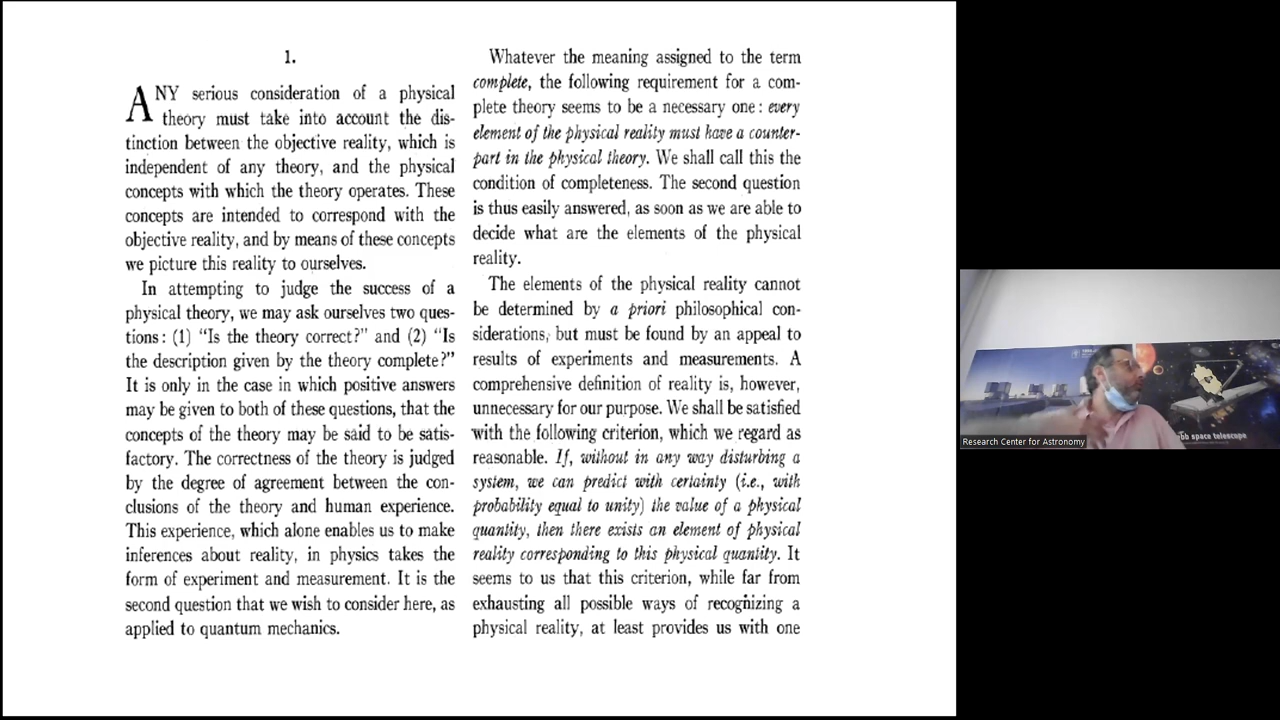 1.
ANY serious consideration of a physical
theory must take into account the dis-
tinction between the objective reality, which is
independent of any theory, and the physical
concepts with which the theory operates. These
concepts are intended to correspond with the
objective reality, and by means of these concepts
we picture this reality to ourselves.
In attempting to judge the success of a
physical theory, we may ask ourselves two ques-
tions: (1) “Is the theory correct?” and (2) “Is
the description given by the theory complete?”
It is only in the case in which positive answers
may be given to both of these questions, that the
concepts of the theory may be said to be satis-
factory. The correctness of the theory is judged
by the degree of agreement between the con-
clusions of the theory and human experience.
This experience, which alone enables us to make
inferences about reality, in physics takes the
form of experiment and measurement. It is the
second question that we wish to consider here, as
applied to quantum mechanics.
Whatever the meaning assigned to the term
complete, the following requirement for a com-
plete theory seems to be a necessary one: every
element of the physical reality must have a counter-
part in the physical theory. We shall call this the
condition of completeness. The second question
is thus easily answered, as soon as we are able to
decide what are the elements of the physical
reality.
The elements of the physical reality cannot
be determined by a priori philosophical con-
siderations, but must be found by an appeal to
results of experiments and measurements. A
comprehensive definition of reality is, however,
unnecessary for our purpose. We shall be satisfied
with the following criterion, which we regard as
reasonable. If, without in any way disturbing a
system, we can predict with certainty (i.e., with
probability equal to unity) the value of a physical
quantity, then there exists an element of physical
reality corresponding to this physical quantity. It
seems to us that this criterion, while far from
exhausting all possible ways of recognizing a
physical reality, at least provides us with one
bb space telescope
Research Center for Astronomy